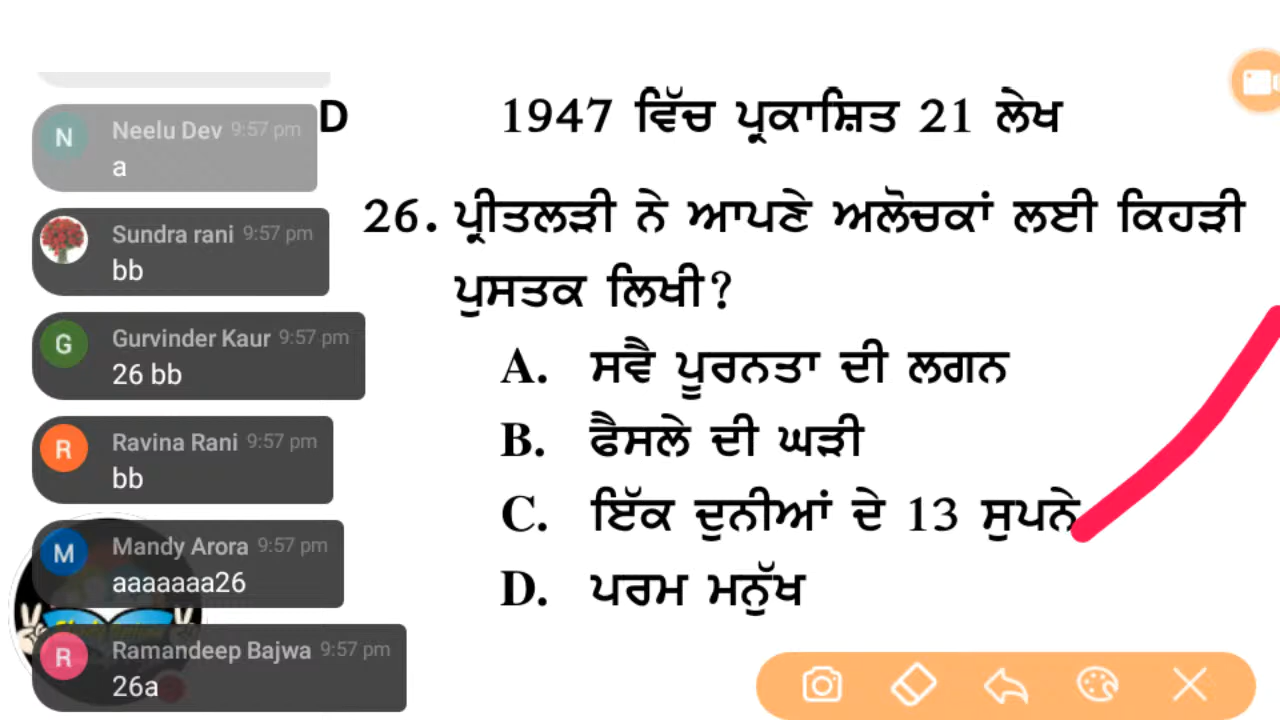 N Neelu Dev 9:57 pm
a
Sundra rani 9:57 pm
bb
G Gurvinder Kaur 9:57 pm
26 bb
R Ravina Rani 9:57 pm
bb
M Mandy Arora 9:57 pm
aaaaaaa26
R Ramandeep Bajwa 9:57 pm
26a
D 1947 ਵਿੱਚ ਪ੍ਰਕਾਸ਼ਿਤ 21 ਲੇਖ
26. ਪ੍ਰੀਤਲੜੀ ਨੇ ਆਪਣੇ ਅਲੋਚਕਾਂ ਲਈ ਕਿਹੜੀ
ਪੁਸਤਕ ਲਿਖੀ?
A. ਸਵੈ ਪੂਰਨਤਾ ਦੀ ਲਗਨ
B. ਫੈਸਲੇ ਦੀ ਘੜੀ
C. ਇੱਕ ਦੁਨੀਆਂ ਦੇ 13 ਸੁਪਨੇ
D. ਪਰਮ ਮਨੁੱਖ